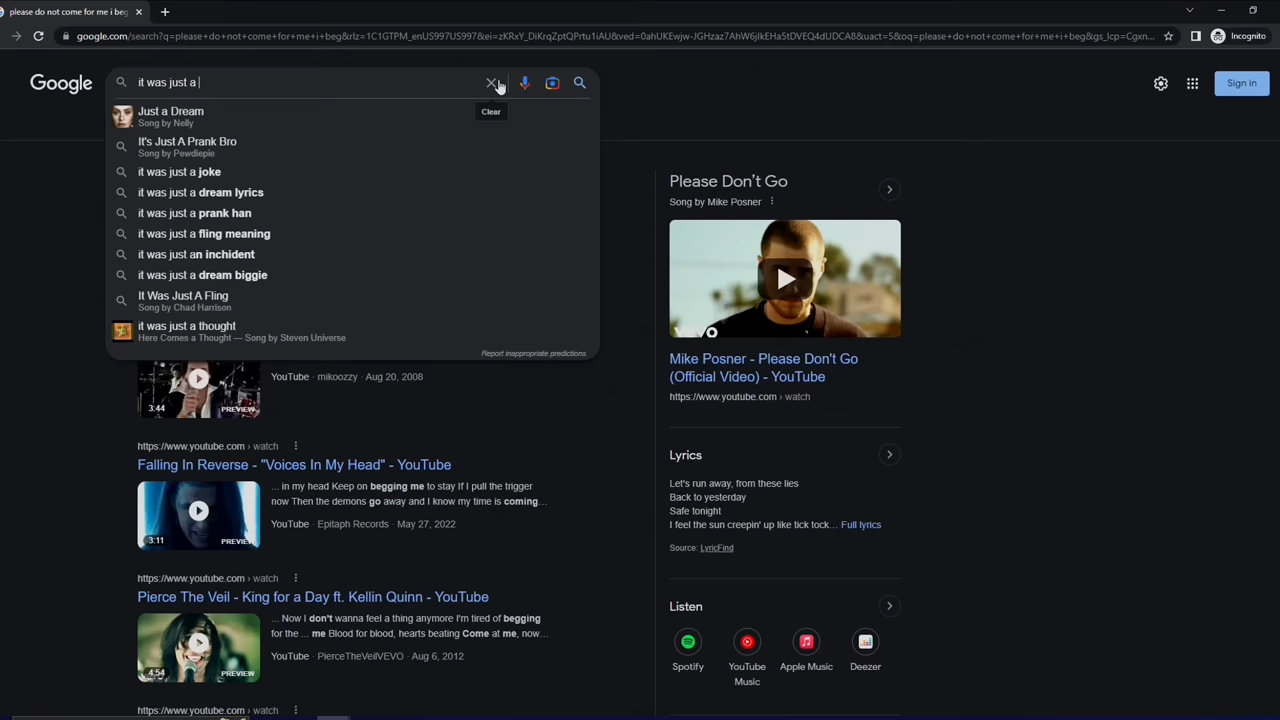 please do not come for me i beg
google.com/search?q=please+do+not+come+for+me+i+beg&rlz=1C1GTPM_enUS997US997&ei=zKRxY_DiKrqZptQPrtu1iAU&ved=0ahUKEwjw-JGHzaz7AhW6jIkEHa5tDVEQ4dUDCA8&uact=5&oq=please+do+not+come+for+me+i+beg&gs_lcp=Cgxn...
Incognito
Google
it was just a
Sign in
Clear
Just a Dream
Song by Nelly
It's Just A Prank Bro
Song by Pewdiepie
it was just a joke
it was just a dream lyrics
it was just a prank han
it was just a fling meaning
it was just an inchident
it was just a dream biggie
It Was Just A Fling
Song by Chad Harrison
it was just a thought
Here Comes a Thought — Song by Steven Universe
Report inappropriate predictions
3:44
PREVIEW
YouTube · mikoozzy · Aug 20, 2008
https://www.youtube.com › watch
Falling In Reverse - "Voices In My Head" - YouTube
3:11
PREVIEW
... in my head Keep on begging me to stay If I pull the trigger
now Then the demons go away and I know my time is coming...
YouTube · Epitaph Records · May 27, 2022
https://www.youtube.com › watch
Pierce The Veil - King for a Day ft. Kellin Quinn - YouTube
4:54
PREVIEW
... Now I don't wanna feel a thing anymore I'm tired of begging
for the ... me Blood for blood, hearts beating Come at me, now...
YouTube · PierceTheVeilVEVO · Aug 6, 2012
https://www.youtube.com › watch
Please Don't Go
Song by Mike Posner
vevo
Mike Posner - Please Don't Go
(Official Video) - YouTube
https://www.youtube.com › watch
Lyrics
Let's run away, from these lies
Back to yesterday
Safe tonight
I feel the sun creepin' up like tick tock... Full lyrics
Source: LyricFind
Listen
Spotify
YouTube Music
Apple Music
Deezer